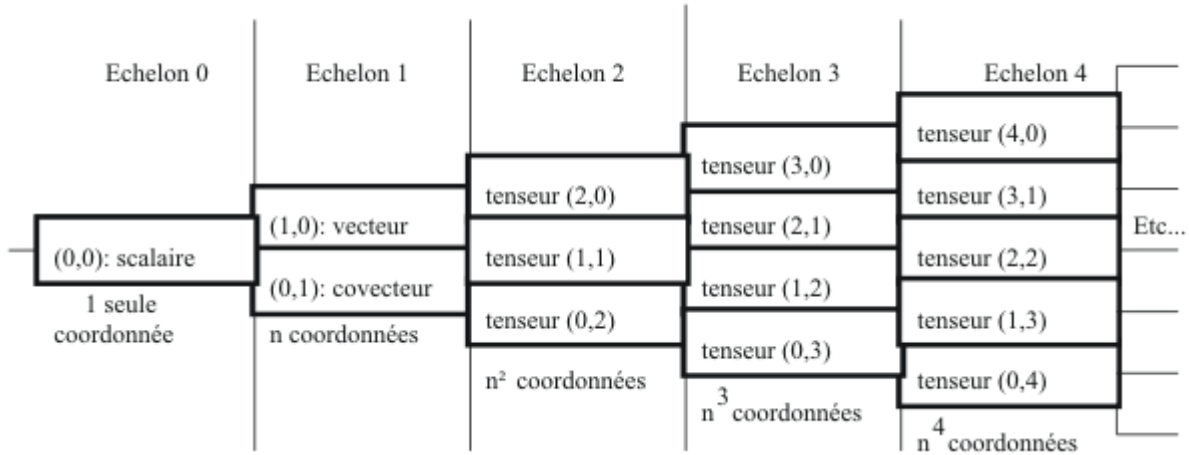 Echelon 0
Echelon 1
Echelon 2
Echelon 3
Echelon 4
(0,0): scalaire
1 seule
coordonnée
(1,0): vecteur
(0,1): covecteur
n coordonnées
tenseur (2,0)
tenseur (1,1)
tenseur (0,2)
n² coordonnées
tenseur (3,0)
tenseur (2,1)
tenseur (1,2)
tenseur (0,3)
n³ coordonnées
tenseur (4,0)
tenseur (3,1)
tenseur (2,2)
tenseur (1,3)
tenseur (0,4)
n⁴ coordonnées
Etc...